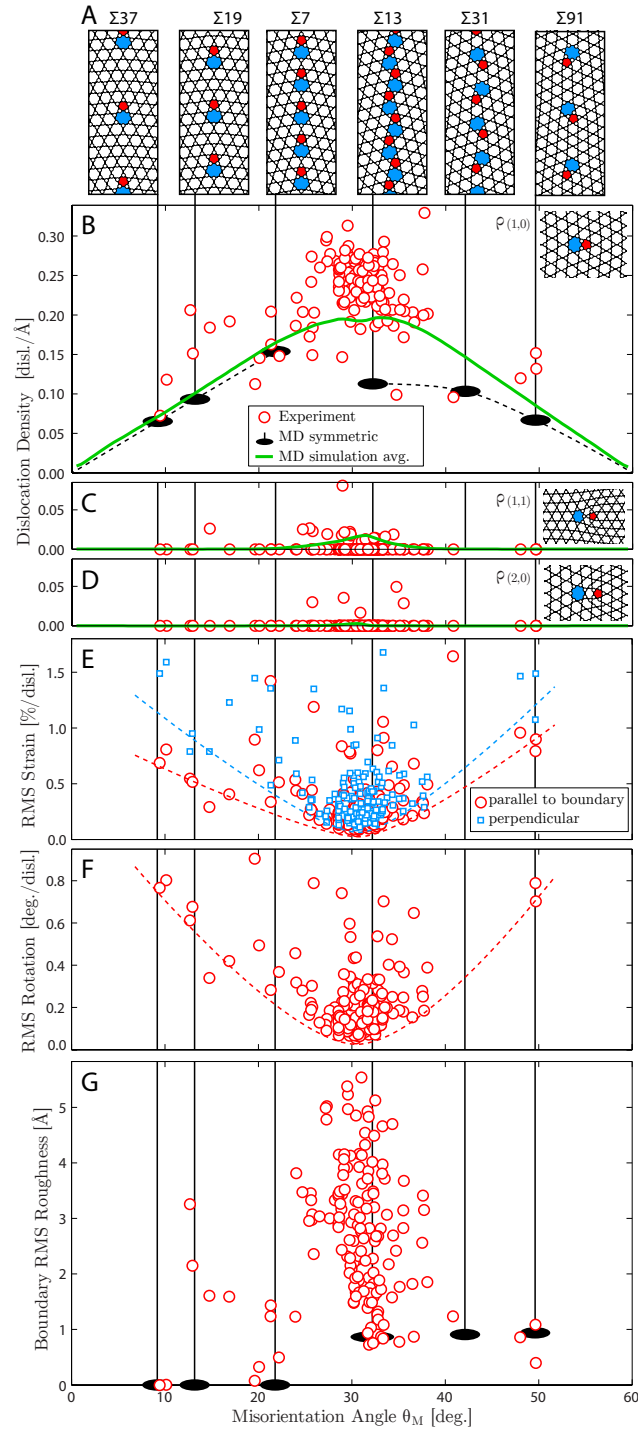 A
Σ37 Σ19 Σ7 Σ13 Σ31 Σ91
B
ρ(1,0)
0.30
0.25
0.20
0.15
0.10
0.05
0.00
Dislocation Density [disl./Å]
Experiment
MD symmetric
MD simulation avg.
C
ρ(1,1)
0.05
0.00
D
ρ(2,0)
0.05
0.00
E
1.5
1.0
0.5
0.0
RMS Strain [%/disl.]
parallel to boundary
perpendicular
F
0.8
0.6
0.4
0.2
0.0
RMS Rotation [deg./disl.]
G
5
4
3
2
1
0
Boundary RMS Roughness [Å]
0 10 20 30 40 50 60
Misorientation Angle θM [deg.]